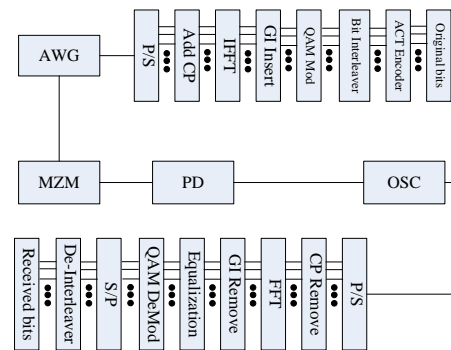 AWG
P/S
Add CP
IFFT
GI Insert
QAM Mod
Bit Interleaver
ACT Encoder
Original bits
MZM
PD
OSC
Received bits
De-Interleaver
S/P
QAM DeMod
Equalization
GI Remove
FFT
CP Remove
P/S